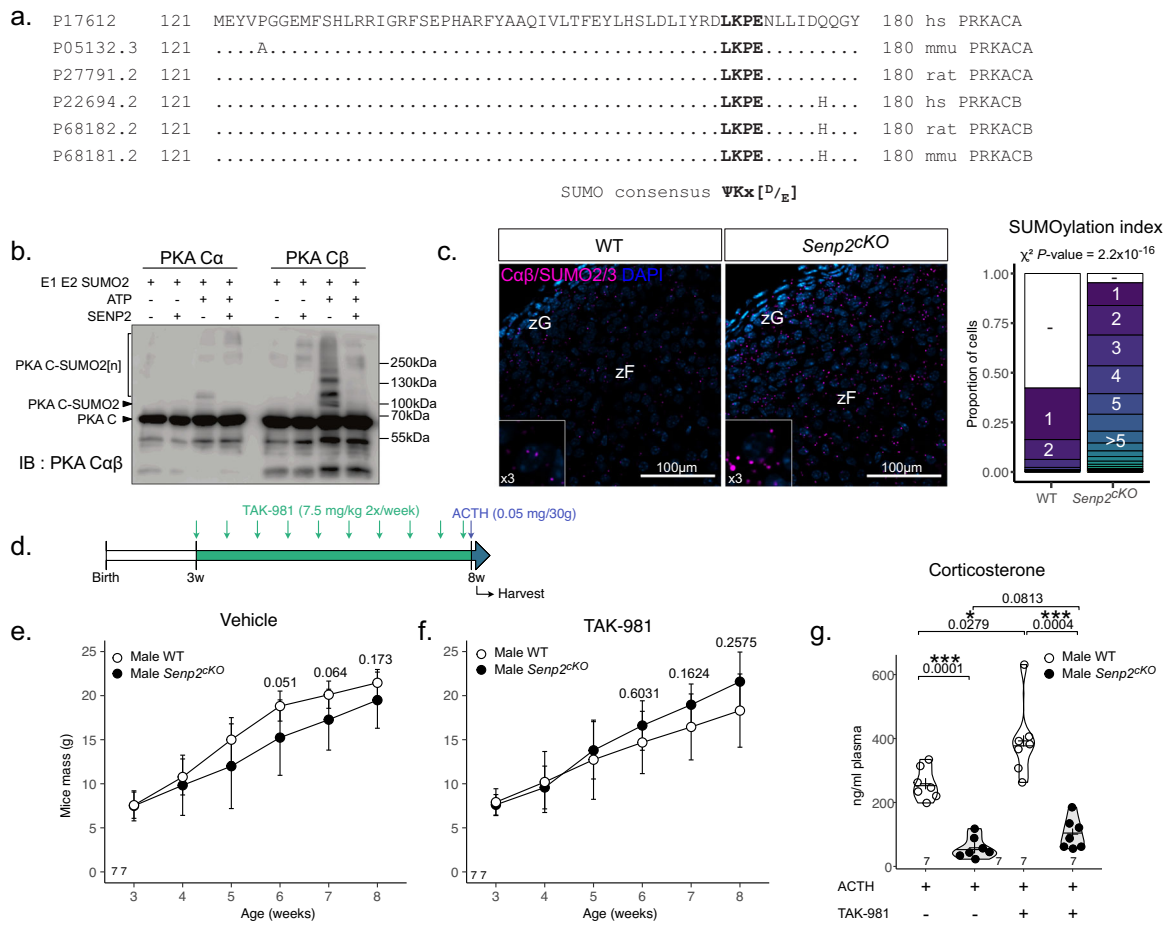 a.
P17612 121 MEYVPGGEMFSHLRRIGRFSEPHARFYAAQIVLTFEYLHSLDLIYRDLKPENLLIDQQGY 180 hs PRKACA
P05132.3 121 ....A..........................................LKPE......... 180 mmu PRKACA
P27791.2 121 ...............................................LKPE......... 180 rat PRKACA
P22694.2 121 ...............................................LKPE.....H... 180 hs PRKACB
P68182.2 121 ...............................................LKPE.....H... 180 rat PRKACB
P68181.2 121 ...............................................LKPE.....H... 180 mmu PRKACB
SUMO consensus ΨKx[D/E]
b.
PKA Cα PKA Cβ
E1 E2 SUMO2 + + + + + + + +
ATP - - + + - - + +
SENP2 - + - + - + - +
PKA C-SUMO2[n]
PKA C-SUMO2
PKA C
250kDa
130kDa
100kDa
70kDa
55kDa
IB : PKA Cαβ
c.
WT Senp2cKO
Cαβ/SUMO2/3 DAPI
zG
zF
x3
100µm
zG
zF
x3
100µm
SUMOylation index
χ² P-value = 2.2x10-16
Proportion of cells
1.00
0.75
0.50
0.25
0.00
-
1
2
-
1
2
3
4
5
>5
WT Senp2cKO
d.
TAK-981 (7.5 mg/kg 2x/week) ACTH (0.05 mg/30g)
Birth 3w 8w
Harvest
e.
Vehicle
Male WT
Male Senp2cKO
0.051 0.064 0.173
Mice mass (g)
25
20
15
10
5
0
7 7
3 4 5 6 7 8
Age (weeks)
f.
TAK-981
Male WT
Male Senp2cKO
0.6031 0.1624 0.2575
25
20
15
10
5
0
7 7
3 4 5 6 7 8
Age (weeks)
g.
Corticosterone
0.0813
* ***
0.0279 0.0004
***
0.0001
Male WT
Male Senp2cKO
ng/ml plasma
600
400
200
0
7 7 7 7
ACTH + + + +
TAK-981 - - + +